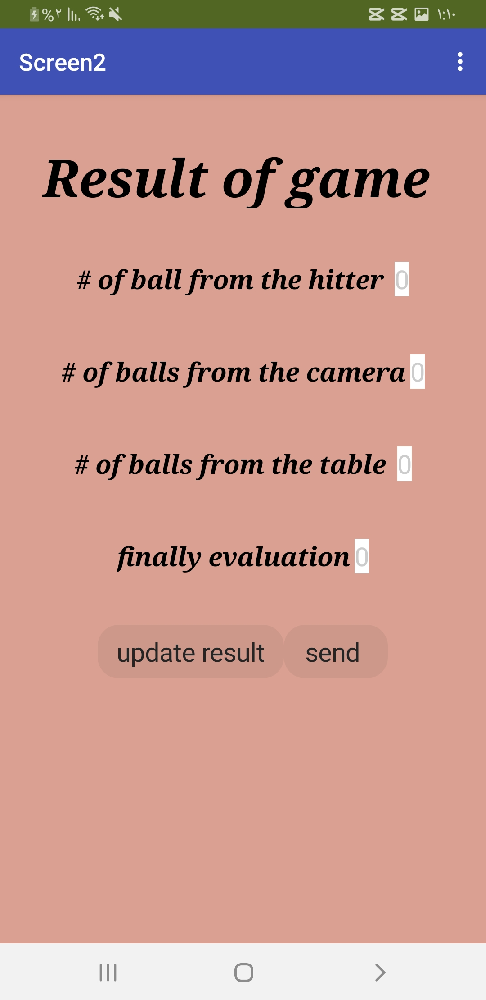 %٢ ١:١٠
Screen2
Result of game
# of ball from the hitter 0
# of balls from the camera 0
# of balls from the table 0
finally evaluation 0
update result send